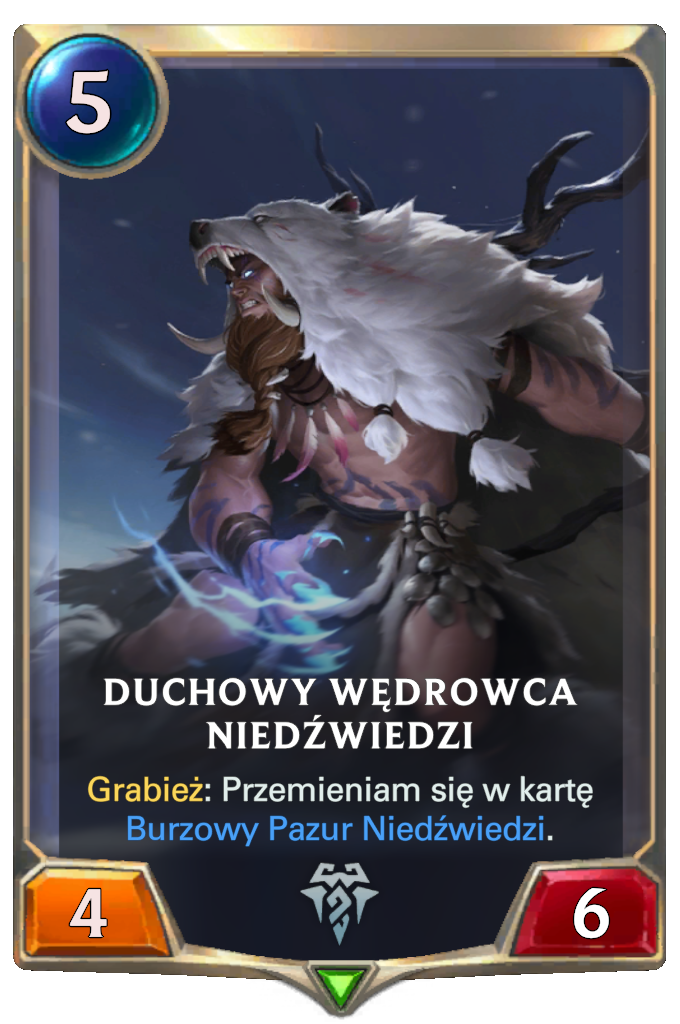 5
DUCHOWY WĘDROWCA
NIEDŹWIEDZI
Grabież: Przemieniam się w kartę
Burzowy Pazur Niedźwiedzi.
4
6